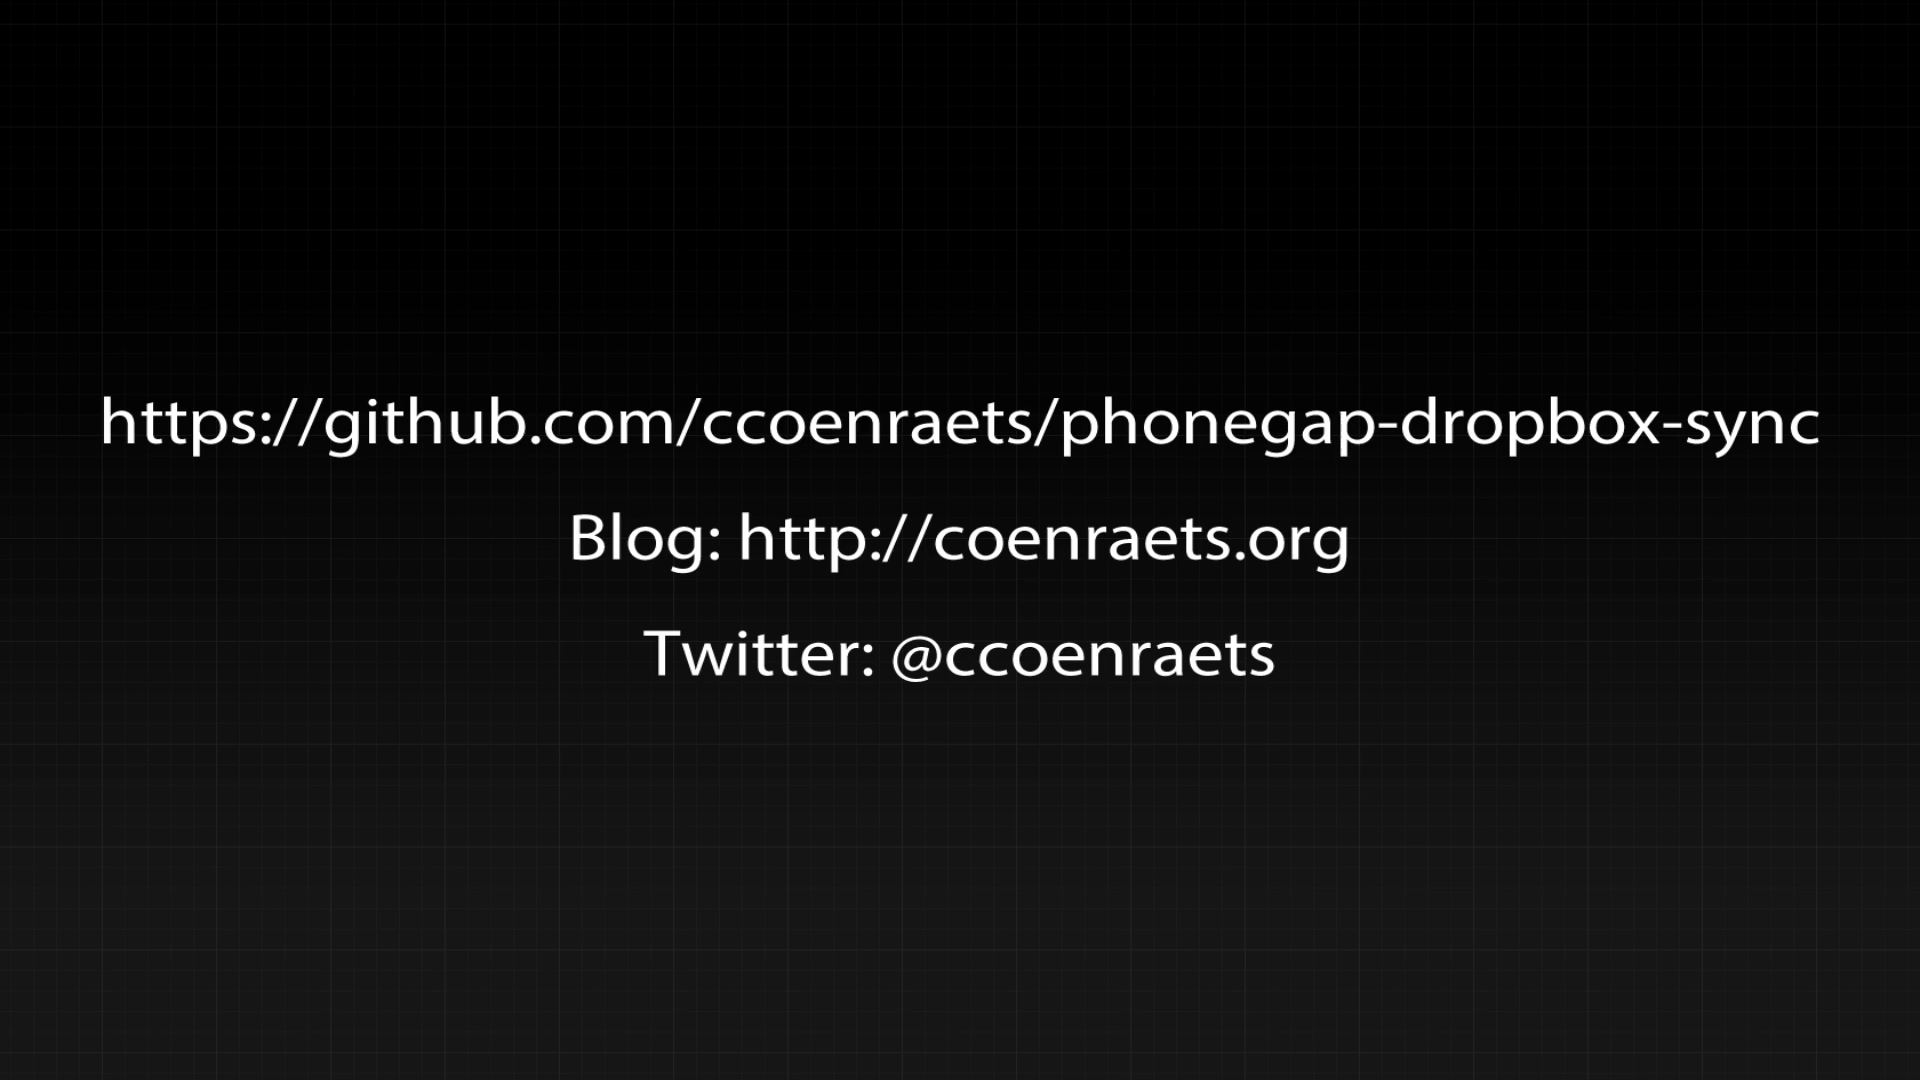 https://github.com/ccoenraets/phonegap-dropbox-sync
Blog: http://coenraets.org
Twitter: @ccoenraets